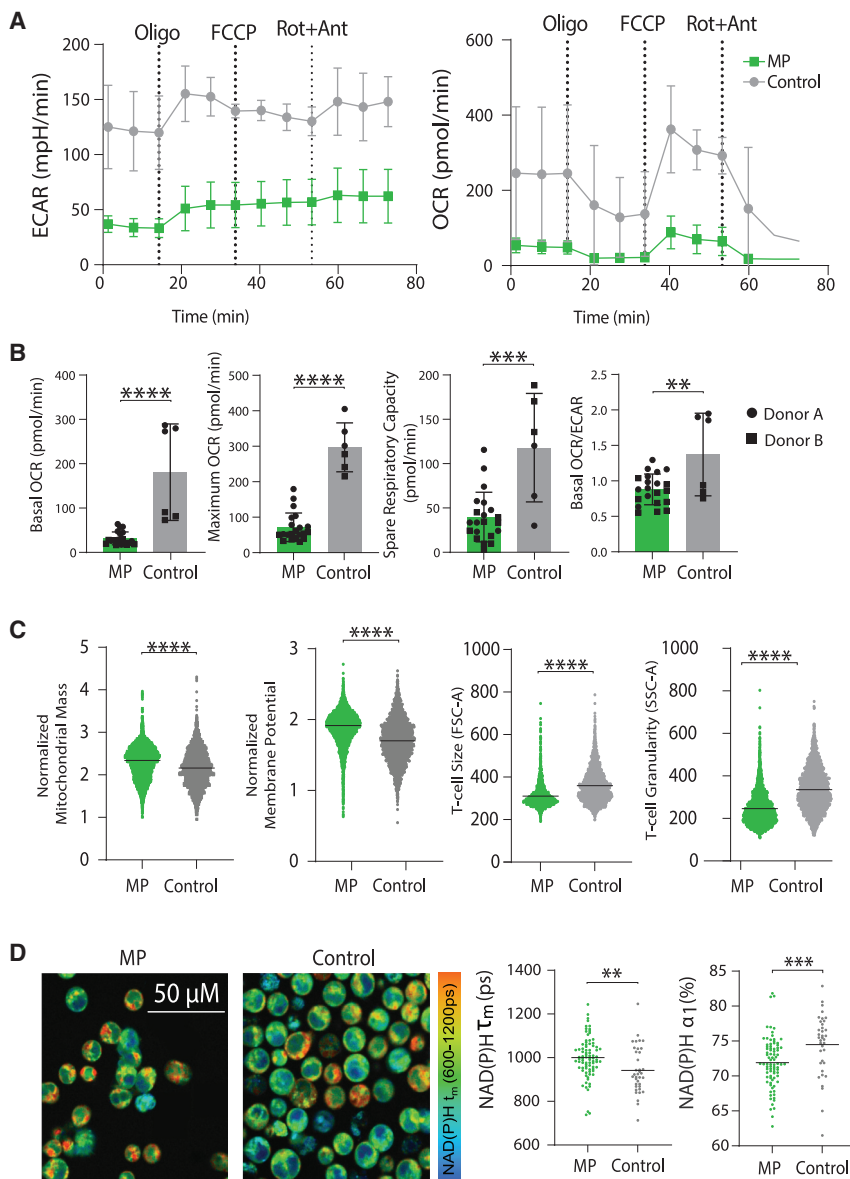 A
Oligo FCCP Rot+Ant
ECAR (mpH/min)
200
150
100
50
0
0 20 40 60 80
Time (min)
Oligo FCCP Rot+Ant
MP
Control
OCR (pmol/min)
600
400
200
0
0 20 40 60 80
Time (min)
B
Basal OCR (pmol/min)
400
300
200
100
0
****
MP Control
Maximum OCR (pmol/min)
500
400
300
200
100
0
****
MP Control
Spare Respiratory Capacity
(pmol/min)
200
150
100
50
0
***
MP Control
Basal OCR/ECAR
2.5
2.0
1.5
1.0
0.5
0.0
**
MP Control
Donor A
Donor B
C
Normalized
Mitochondrial Mass
5
4
3
2
1
0
****
MP Control
Normalized
Membrane Potential
3
2
1
0
****
MP Control
T-cell Size (FSC-A)
1000
800
600
400
200
0
****
MP Control
T-cell Granularity (SSC-A)
1000
800
600
400
200
0
****
MP Control
D
MP
50 μM
Control
NAD(P)H tm (600-1200ps)
NAD(P)H τm (ps)
1400
1200
1000
800
600
**
MP Control
NAD(P)H α1(%)
85
80
75
70
65
60
***
MP Control